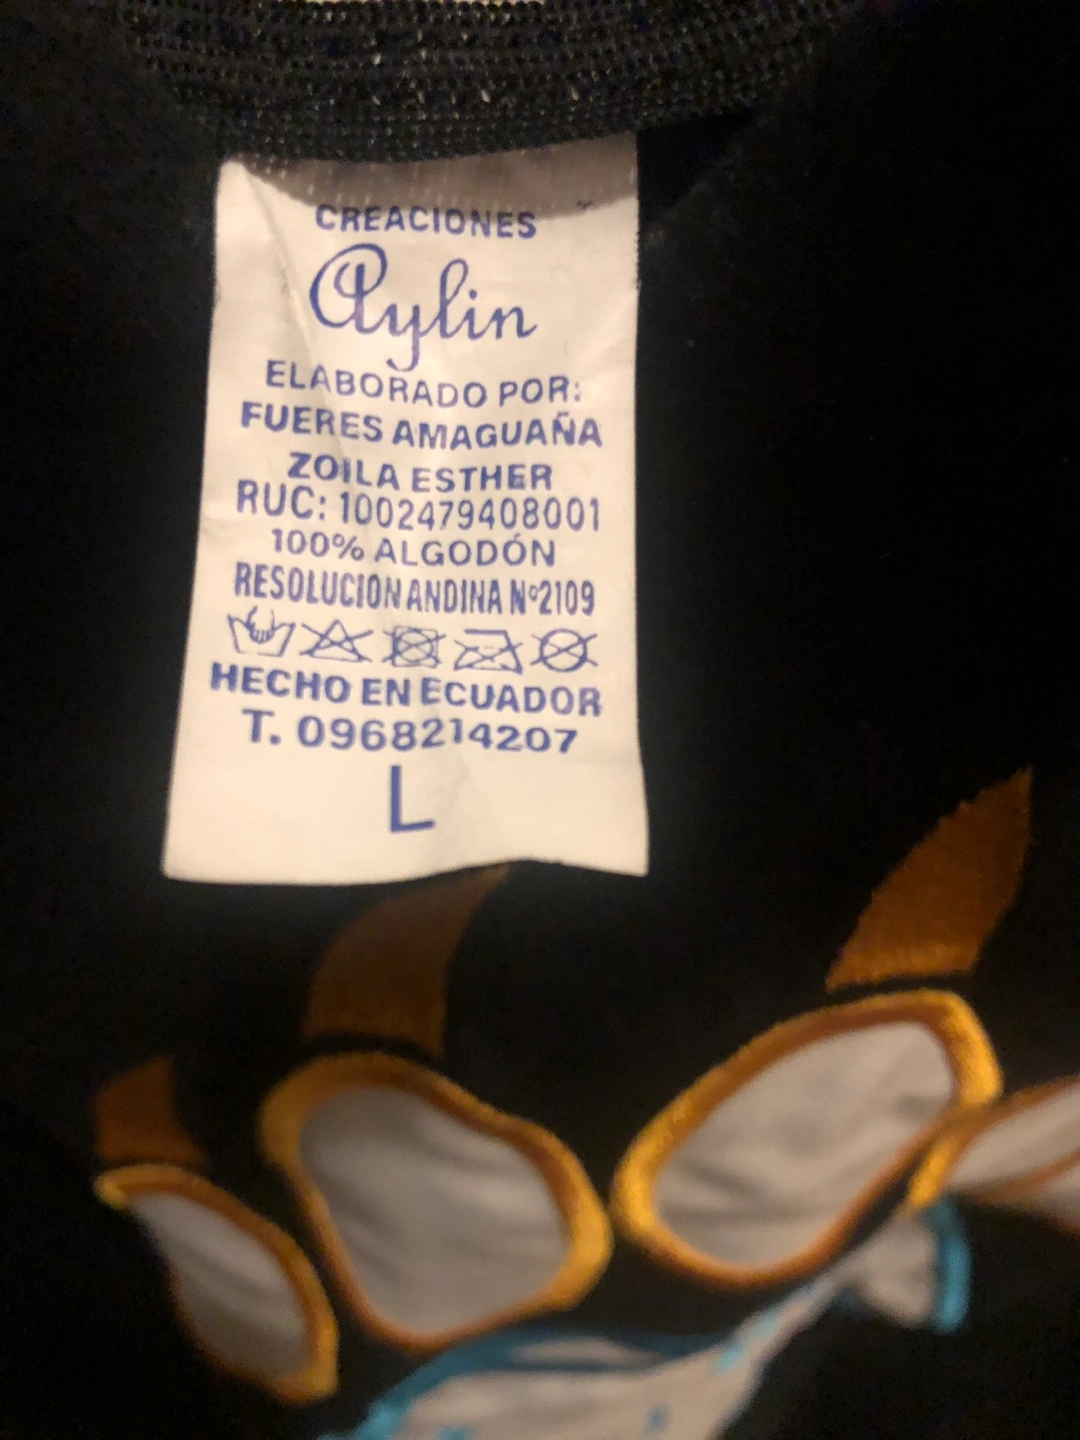 CREACIONES
Aylin
ELABORADO POR:
FUERES AMAGUAÑA
ZOILA ESTHER
RUC: 1002479408001
100% ALGODÓN
RESOLUCION ANDINA Nº2109
HECHO EN ECUADOR
T. 0968214207
L